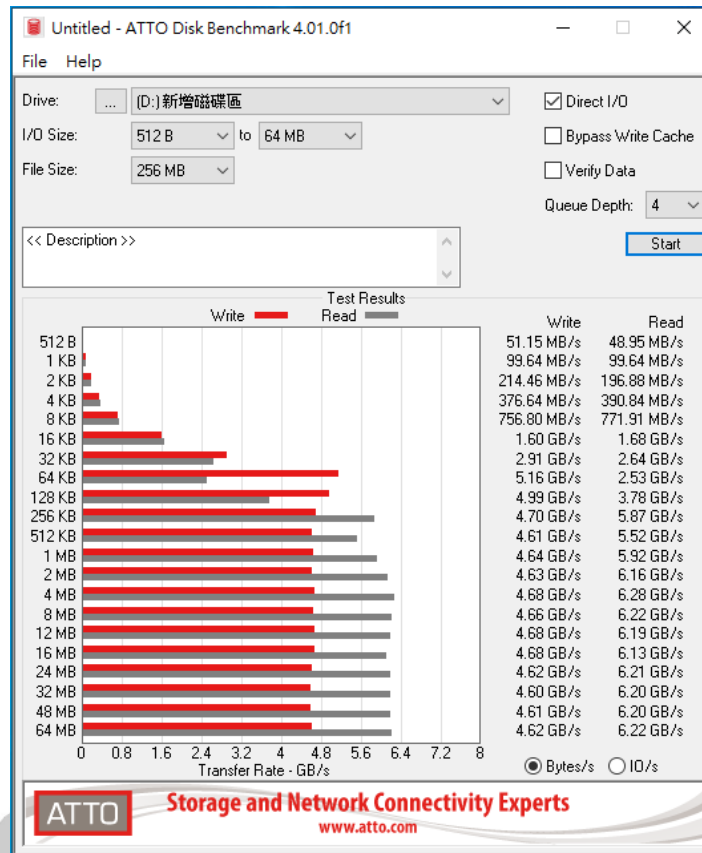 Untitled - ATTO Disk Benchmark 4.01.0f1
File Help
Drive: ... (D:)新增磁碟區
Direct I/O
I/O Size: 512 B to 64 MB
Bypass Write Cache
File Size: 256 MB
Verify Data
Queue Depth: 4
<< Description >>
Start
Test Results
Write Read
Write Read
512 B 51.15 MB/s 48.95 MB/s
1 KB 99.64 MB/s 99.64 MB/s
2 KB 214.46 MB/s 196.88 MB/s
4 KB 376.64 MB/s 390.84 MB/s
8 KB 756.80 MB/s 771.91 MB/s
16 KB 1.60 GB/s 1.68 GB/s
32 KB 2.91 GB/s 2.64 GB/s
64 KB 5.16 GB/s 2.53 GB/s
128 KB 4.99 GB/s 3.78 GB/s
256 KB 4.70 GB/s 5.87 GB/s
512 KB 4.61 GB/s 5.52 GB/s
1 MB 4.64 GB/s 5.92 GB/s
2 MB 4.63 GB/s 6.16 GB/s
4 MB 4.68 GB/s 6.28 GB/s
8 MB 4.66 GB/s 6.22 GB/s
12 MB 4.68 GB/s 6.19 GB/s
16 MB 4.68 GB/s 6.13 GB/s
24 MB 4.62 GB/s 6.21 GB/s
32 MB 4.60 GB/s 6.20 GB/s
48 MB 4.61 GB/s 6.20 GB/s
64 MB 4.62 GB/s 6.22 GB/s
0 0.8 1.6 2.4 3.2 4 4.8 5.6 6.4 7.2 8
Transfer Rate - GB/s
Bytes/s IO/s
ATTO
Storage and Network Connectivity Experts
www.atto.com